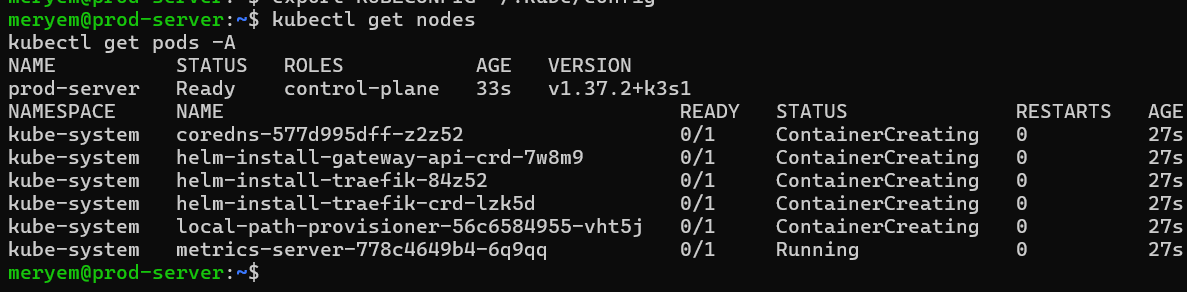 export KUBECONFIG ~/.kube/config
meryem@prod-server:~$ kubectl get nodes
kubectl get pods -A
NAME STATUS ROLES AGE VERSION
prod-server Ready control-plane 33s v1.37.2+k3s1
NAMESPACE NAME READY STATUS RESTARTS AGE
kube-system coredns-577d995dff-z2z52 0/1 ContainerCreating 0 27s
kube-system helm-install-gateway-api-crd-7w8m9 0/1 ContainerCreating 0 27s
kube-system helm-install-traefik-84z52 0/1 ContainerCreating 0 27s
kube-system helm-install-traefik-crd-lzk5d 0/1 ContainerCreating 0 27s
kube-system local-path-provisioner-56c6584955-vht5j 0/1 ContainerCreating 0 27s
kube-system metrics-server-778c4649b4-6q9qq 0/1 Running 0 27s
meryem@prod-server:~$